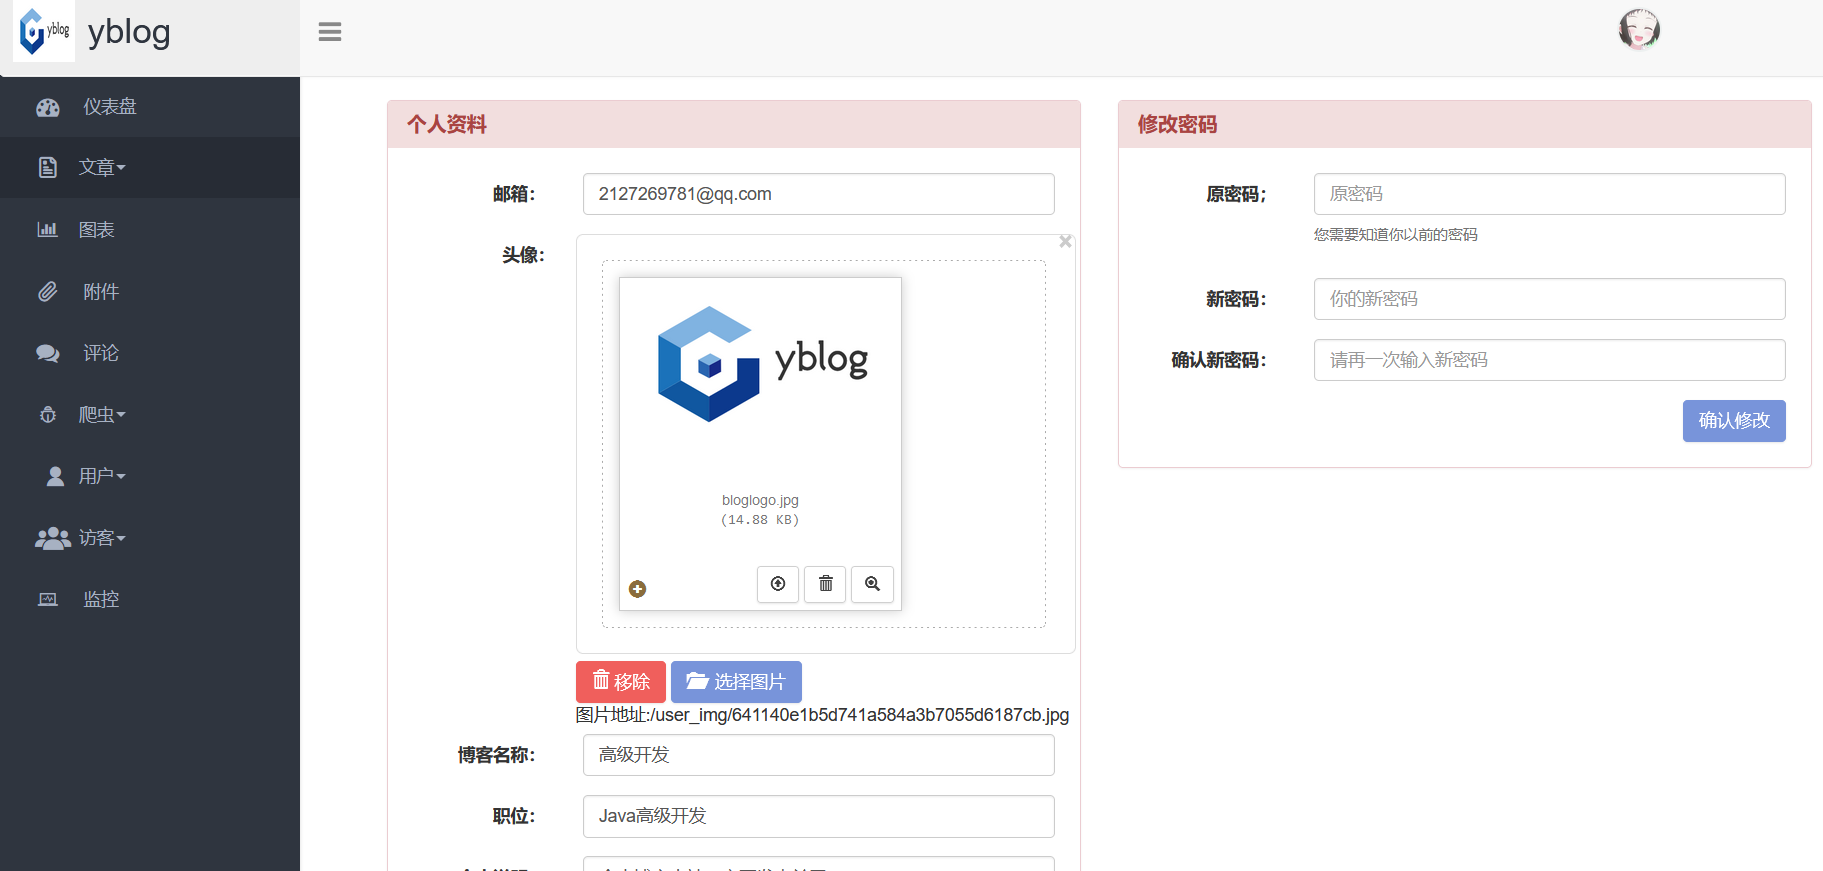 yblog
yblog
仪表盘
文章
图表
附件
评论
爬虫
用户
访客
监控
个人资料
邮箱:
2127269781@qq.com
头像:
yblog
bloglogo.jpg
(14.88 KB)
移除
选择图片
图片地址:/user_img/641140e1b5d741a584a3b7055d6187cb.jpg
博客名称:
高级开发
职位:
Java高级开发
修改密码
原密码;
原密码
您需要知道你以前的密码
新密码:
你的新密码
确认新密码:
请再一次输入新密码
确认修改